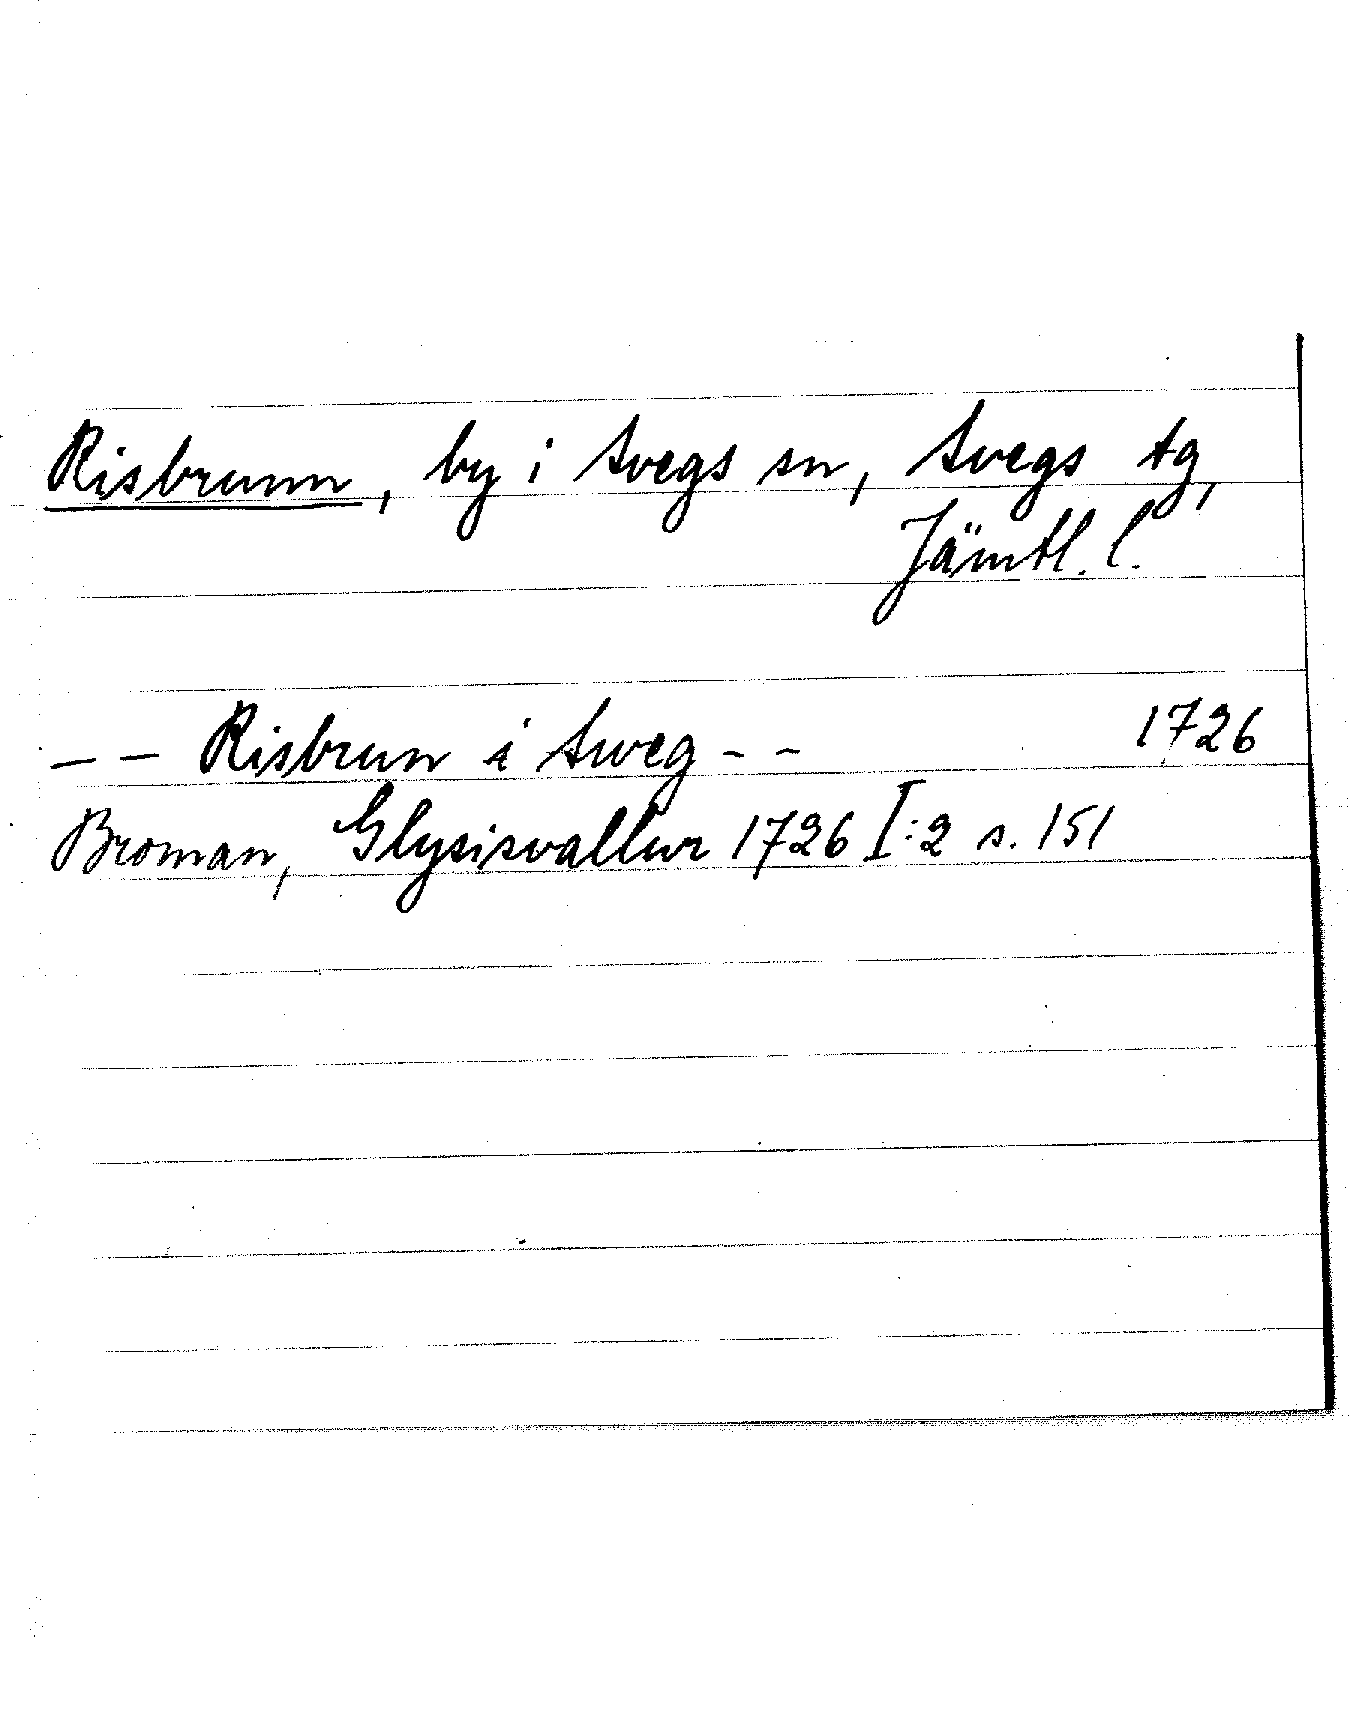 Risbrunn, by i Svegs sn, Svegs tg,
Jämtl. l.
– – Risbrun i Sweg - - 1726
Broman, Glysisvallur 1726 I:2 s. 151